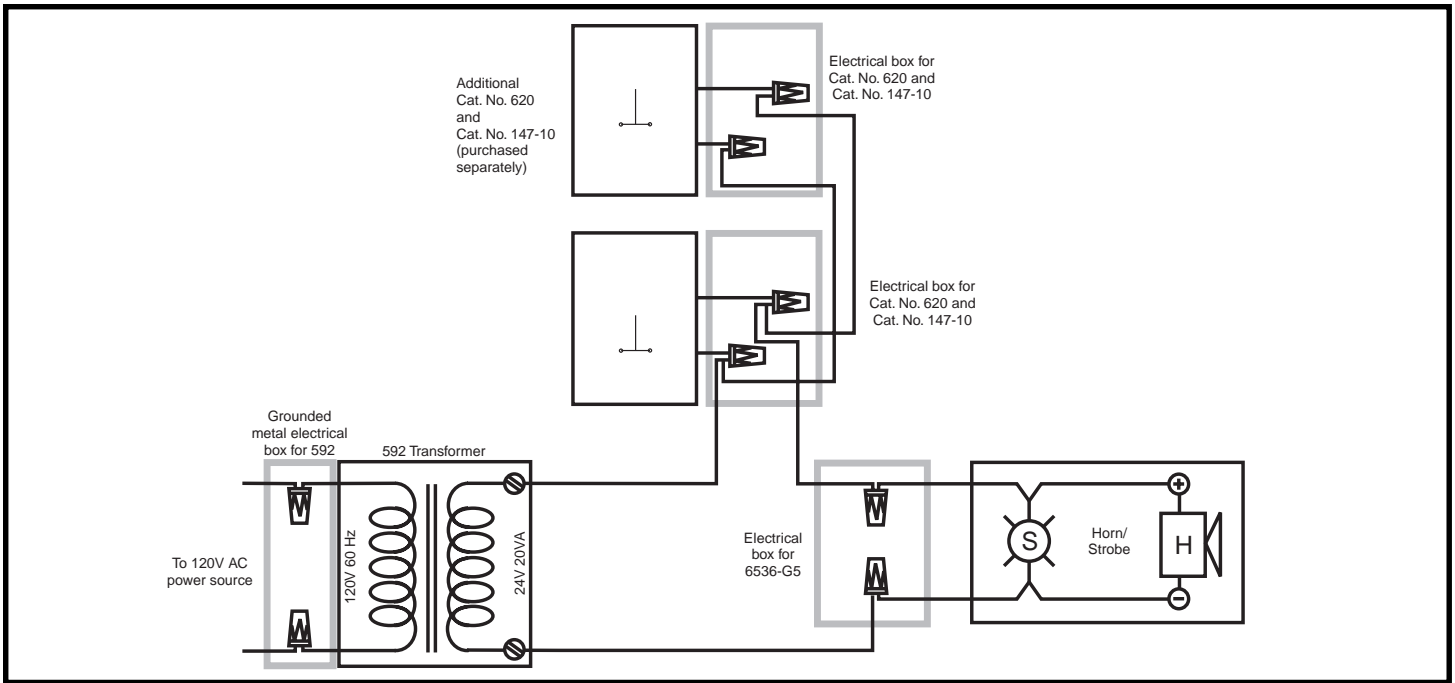 Additional
Cat. No. 620
and
Cat. No. 147-10
(purchased
separately)
Electrical box for
Cat. No. 620 and
Cat. No. 147-10
Electrical box for
Cat. No. 620 and
Cat. No. 147-10
Grounded
metal electrical
box for 592
592 Transformer
To 120V AC
power source
120V 60 Hz
24V 20VA
Electrical
box for
6536-G5
S
Horn/
Strobe
+
H
−